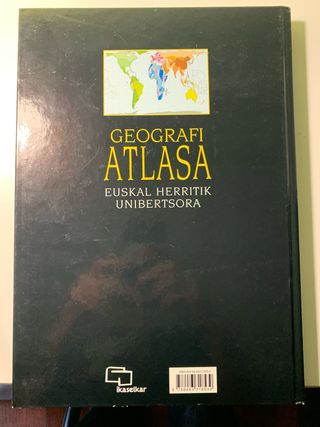 GEOGRAFI
ATLASA
EUSKAL HERRITIK
UNIBERTSORA
ikaselkar